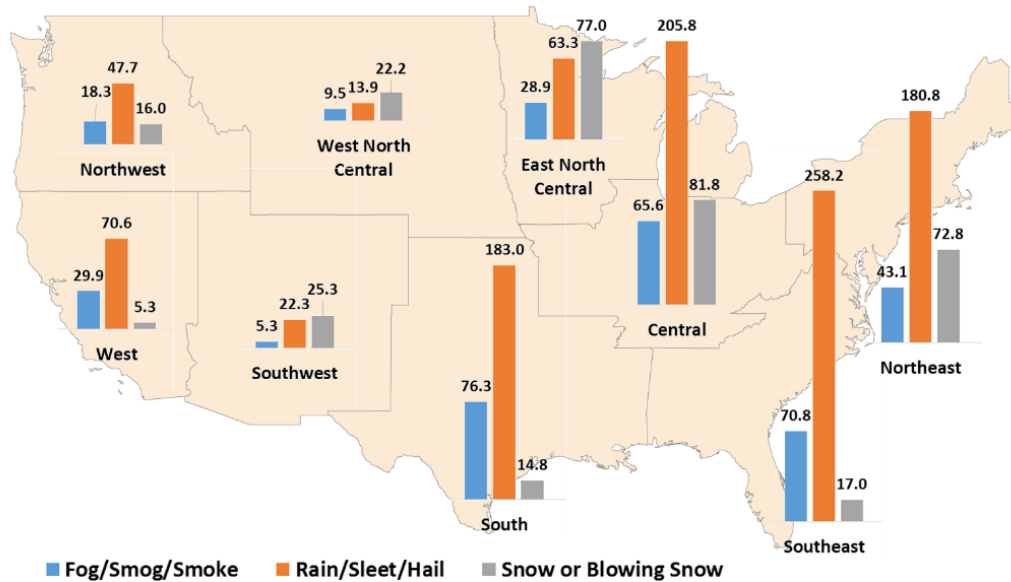 18.3
47.7
16.0
Northwest
9.5
13.9
22.2
West North
Central
28.9
63.3
77.0
East North
Central
65.6
205.8
81.8
Central
43.1
180.8
72.8
Northeast
29.9
70.6
5.3
West
5.3
22.3
25.3
Southwest
76.3
183.0
14.8
South
70.8
258.2
17.0
Southeast
Fog/Smog/Smoke
Rain/Sleet/Hail
Snow or Blowing Snow